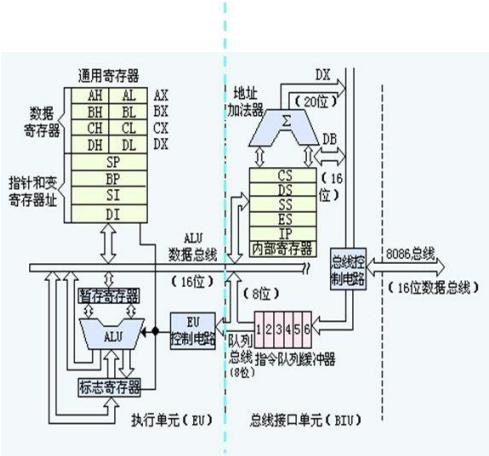 通用寄存器
数据
寄存器
AH AL AX
BH BL BX
CH CL CX
DH DL DX
指针和变
寄存器址
SP
BP
SI
DI
地址
加法器
Σ
DX
(20位)
DB
(16
位)
CS
DS
SS
ES
IP
内部寄存器
ALU
数据总线
(16位)
(8位)
总线控
制电路
8086总线
(16位数据总线)
暂存寄存器
ALU
标志寄存器
EU
控制电路
队列
总线
(8位)
1 2 3 4 5 6
指令队列缓冲器
执行单元(EU)
总线接口单元(BIU)